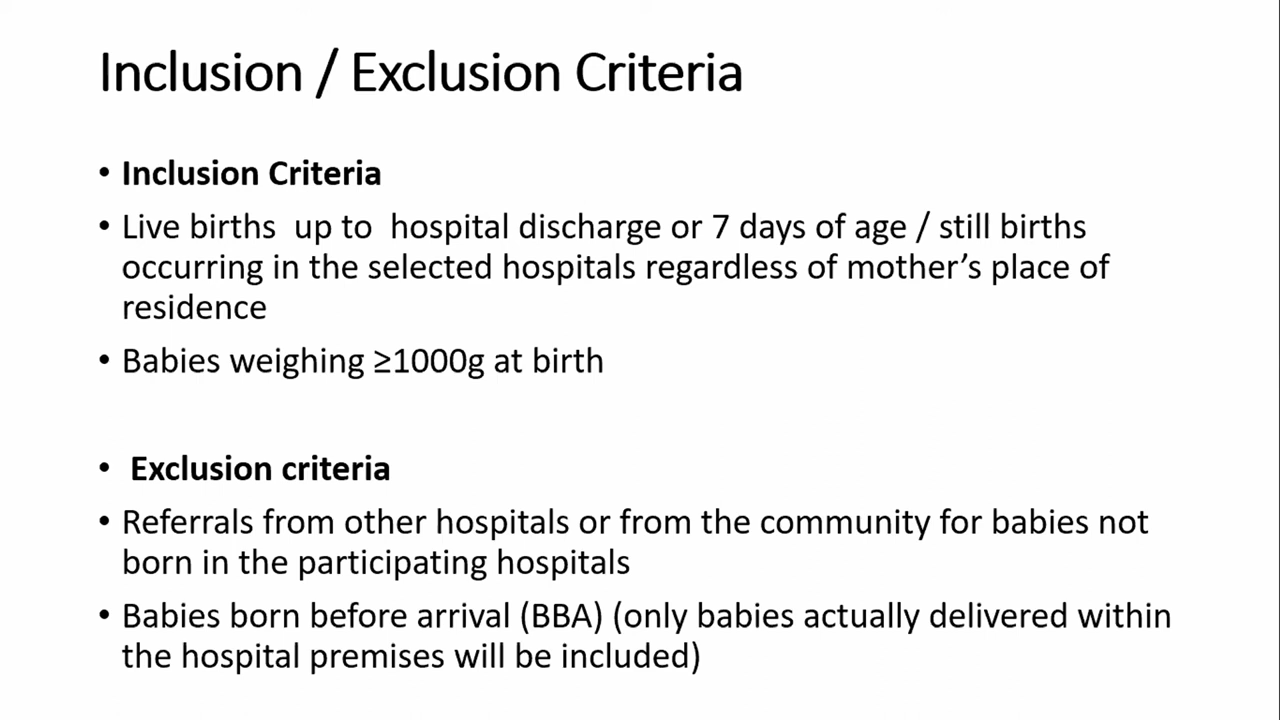 Inclusion / Exclusion Criteria
• Inclusion Criteria
• Live births  up to  hospital discharge or 7 days of age / still births
occurring in the selected hospitals regardless of mother’s place of
residence
• Babies weighing ≥1000g at birth
• Exclusion criteria
• Referrals from other hospitals or from the community for babies not
born in the participating hospitals
• Babies born before arrival (BBA) (only babies actually delivered within
the hospital premises will be included)